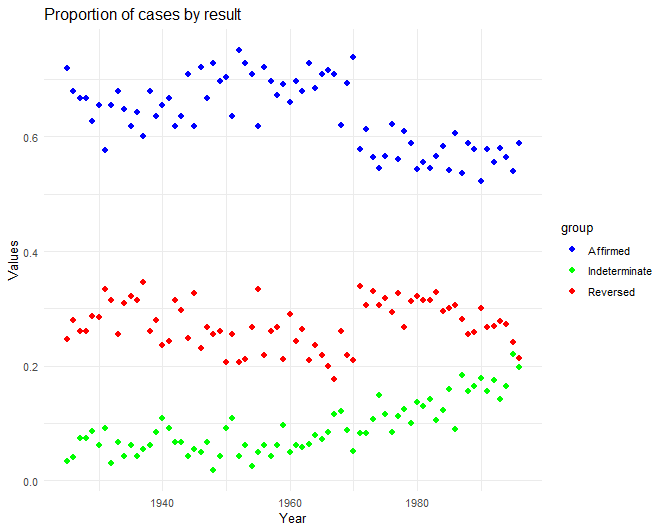 Proportion of cases by result
Values
0.6
0.4
0.2
0.0
1940
1960
1980
Year
group
Affirmed
Indeterminate
Reversed